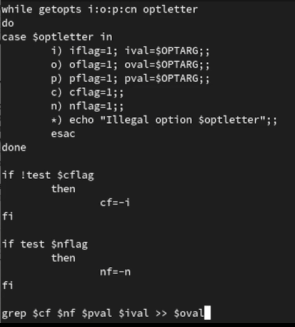 while getopts i:o:p:cn optletter
do
case $optletter in
        i) iflag=1; ival=$OPTARG;;
        o) oflag=1; oval=$OPTARG;;
        p) pflag=1; pval=$OPTARG;;
        c) cflag=1;;
        n) nflag=1;;
        *) echo "Illegal option $optletter";;
        esac
done

if !test $cflag
        then
                cf=-i
fi

if test $nflag
        then
                nf=-n
fi

grep $cf $nf $pval $ival >> $oval